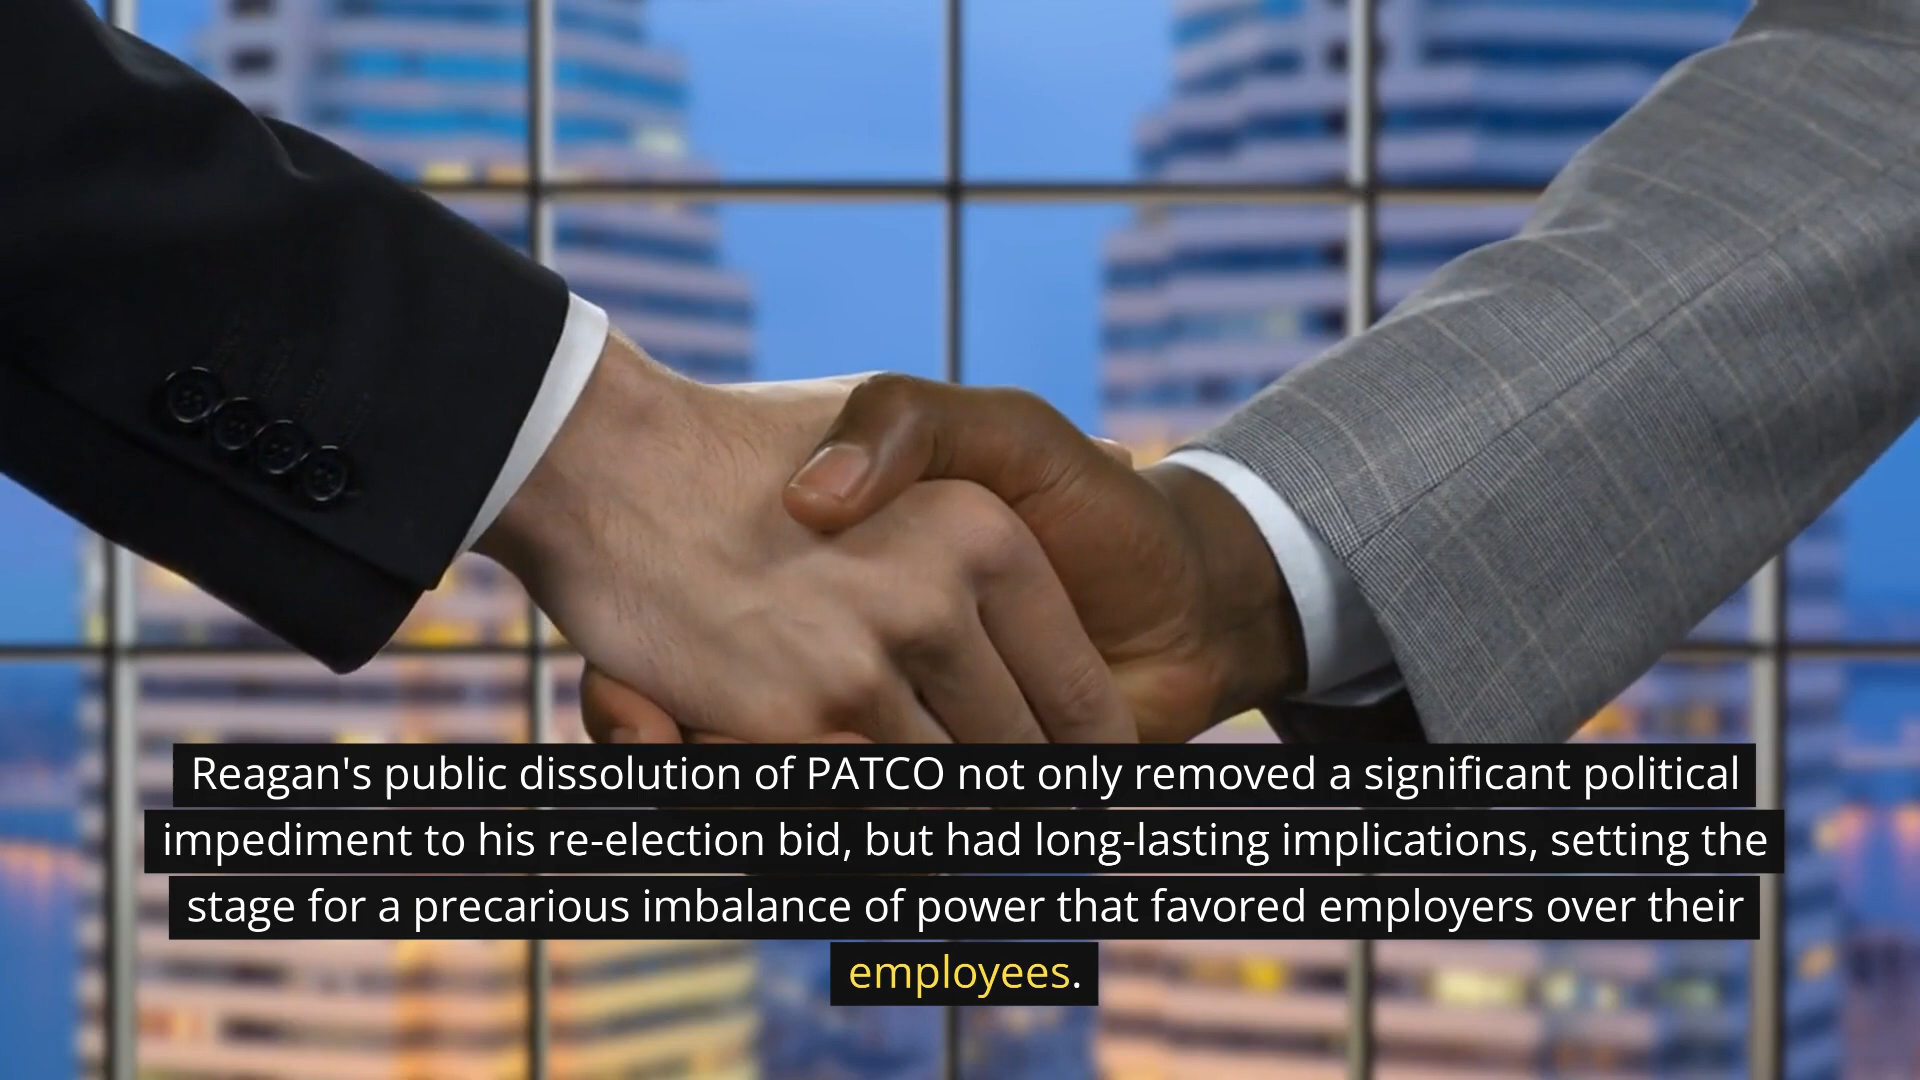 Reagan's public dissolution of PATCO not only removed a significant political
impediment to his re-election bid, but had long-lasting implications, setting the
stage for a precarious imbalance of power that favored employers over their
employees.